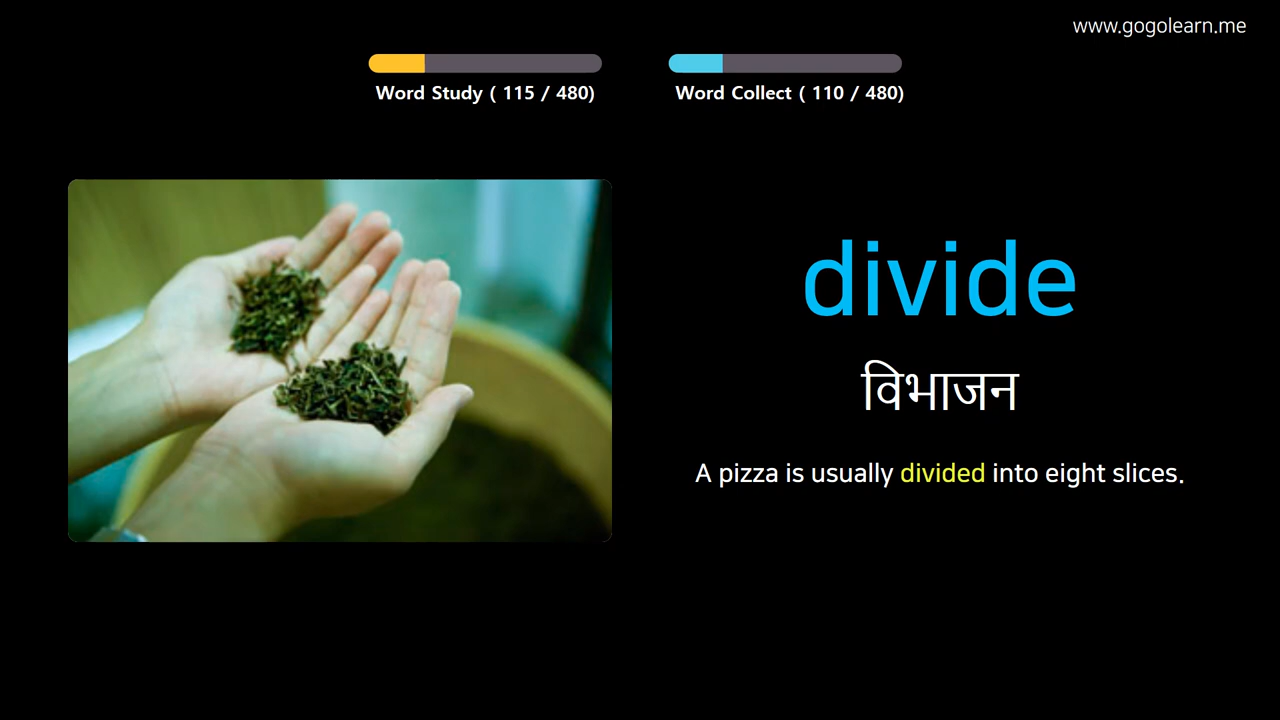 www.gogolearn.me
Word Study ( 115 / 480)
Word Collect ( 110 / 480)
divide
विभाजन
A pizza is usually divided into eight slices.